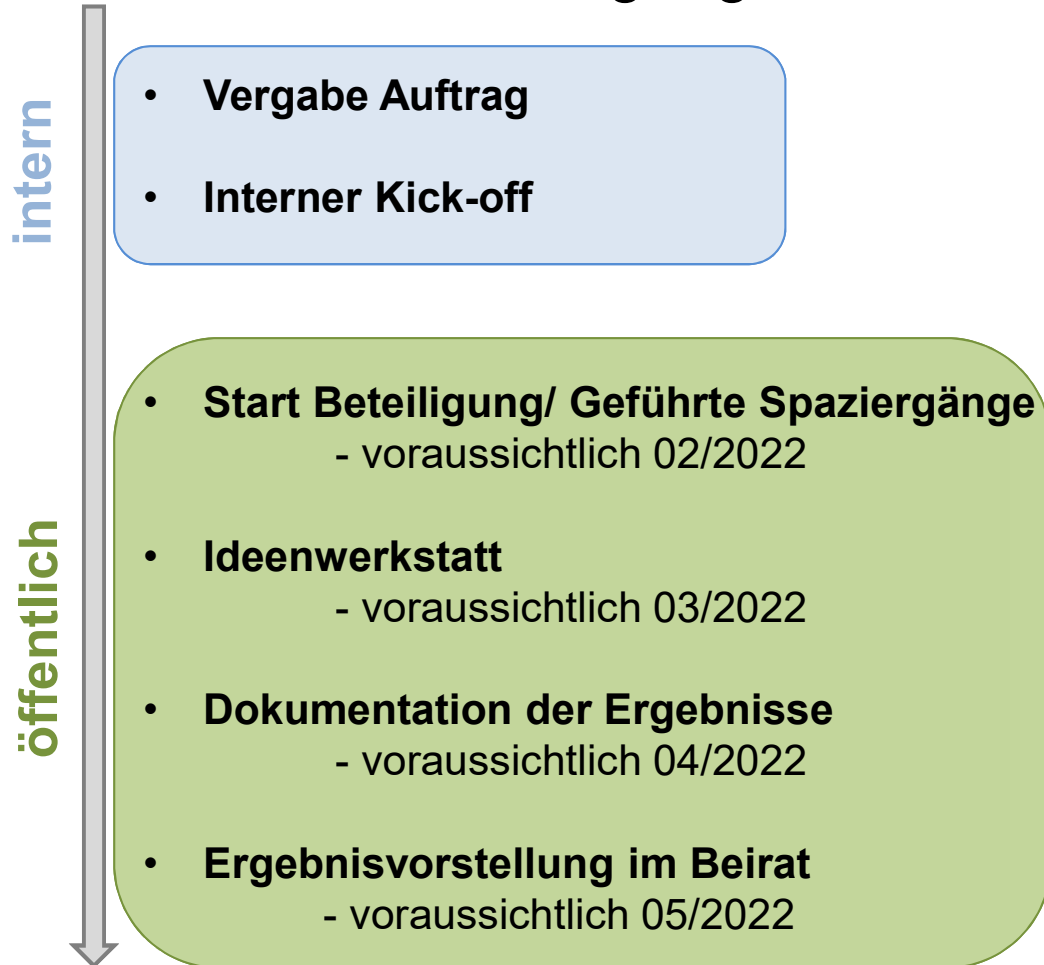 intern
• Vergabe Auftrag
• Interner Kick-off
öffentlich
• Start Beteiligung/ Geführte Spaziergänge
- voraussichtlich 02/2022
• Ideenwerkstatt
- voraussichtlich 03/2022
• Dokumentation der Ergebnisse
- voraussichtlich 04/2022
• Ergebnisvorstellung im Beirat
- voraussichtlich 05/2022